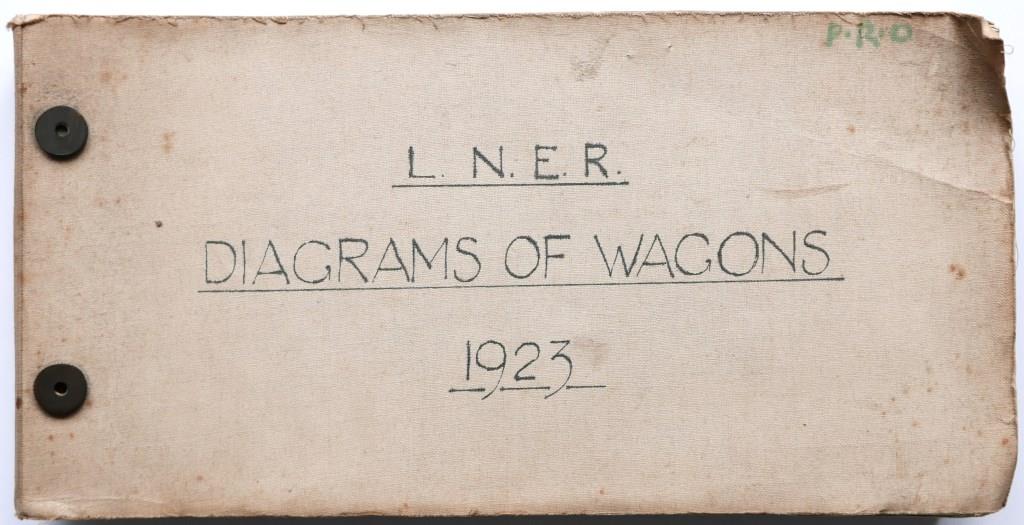 P.R.O
L. N. E. R.
DIAGRAMS OF WAGONS
1923